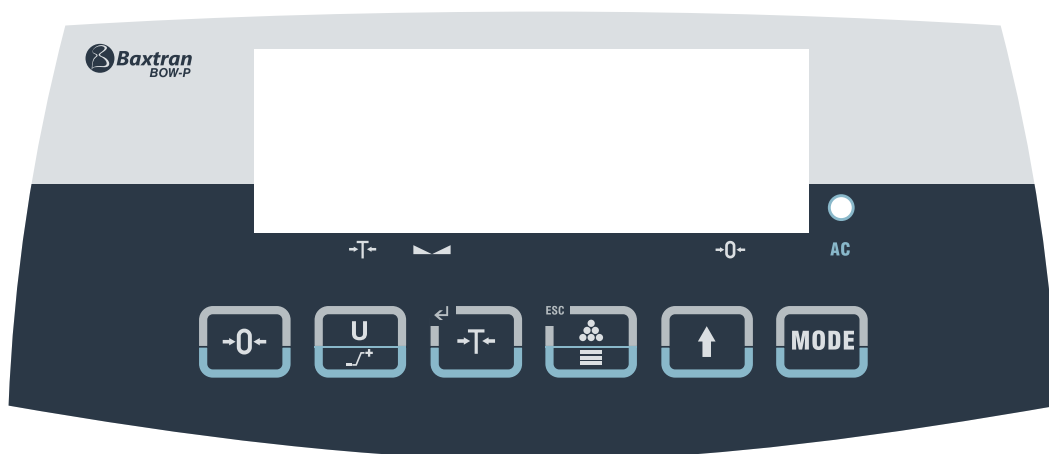 Baxtran
BOW-P
→T← →0← AC
→0← U →T← ESC MODE